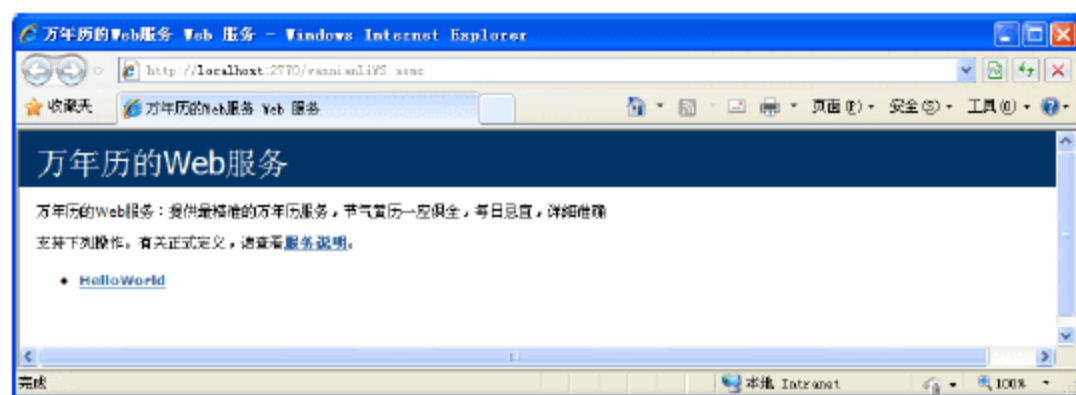 万年历的Web服务 Web 服务 - Windows Internet Explorer
http://localhost:2770/wannianliWS.asmx
收藏夹 万年历的Web服务 Web 服务 页面(P) 安全(S) 工具(O)
万年历的Web服务
万年历的Web服务：提供最精准的万年历服务，节气黄历一应俱全，每日忌宜，详细准确
支持下列操作。有关正式定义，请查看服务说明。
• HelloWorld
完成 本地 Intranet 100%